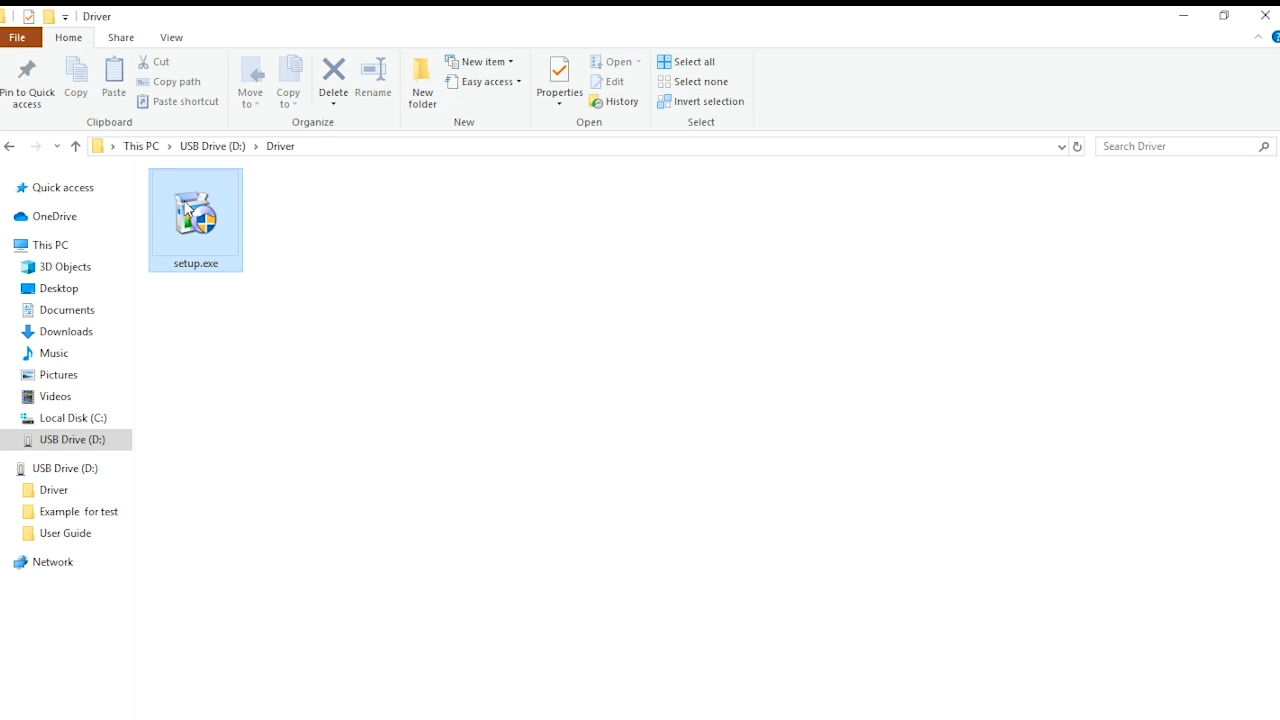 Driver
File Home Share View
Pin to Quick access
Copy
Paste
Cut
Copy path
Paste shortcut
Clipboard
Move to
Copy to
Delete
Rename
Organize
New folder
New item
Easy access
New
Properties
Open
Edit
History
Open
Select all
Select none
Invert selection
Select
This PC › USB Drive (D:) › Driver
Search Driver
Quick access
OneDrive
This PC
3D Objects
Desktop
Documents
Downloads
Music
Pictures
Videos
Local Disk (C:)
USB Drive (D:)
USB Drive (D:)
Driver
Example for test
User Guide
Network
setup.exe